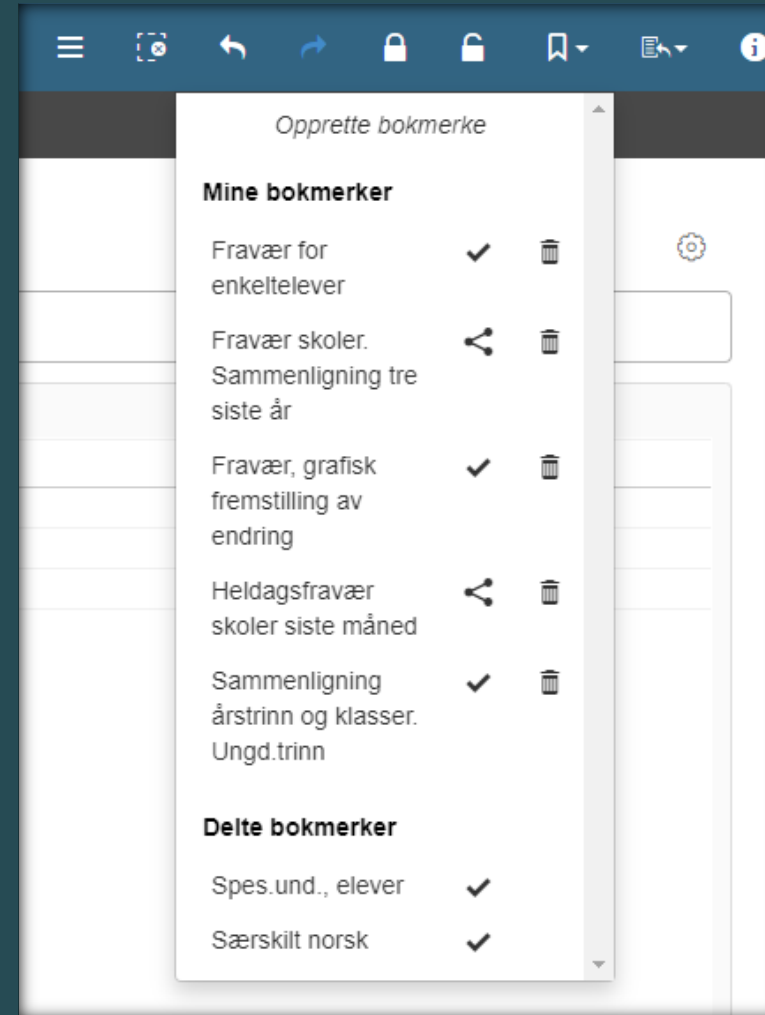 Opprette bokmerke
Mine bokmerker
Fravær for
enkeltelever
Fravær skoler.
Sammenligning tre
siste år
Fravær, grafisk
fremstilling av
endring
Heldagsfravær
skoler siste måned
Sammenligning
årstrinn og klasser.
Ungd.trinn
Delte bokmerker
Spes.und., elever
Særskilt norsk